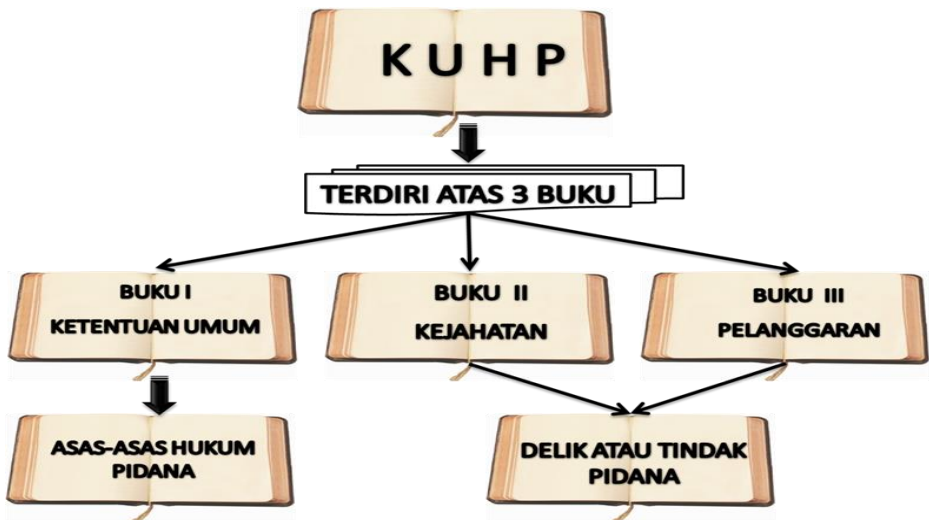 K U H P
TERDIRI ATAS 3 BUKU
BUKU I
KETENTUAN UMUM
BUKU II
KEJAHATAN
BUKU III
PELANGGARAN
ASAS-ASAS HUKUM
PIDANA
DELIK ATAU TINDAK
PIDANA